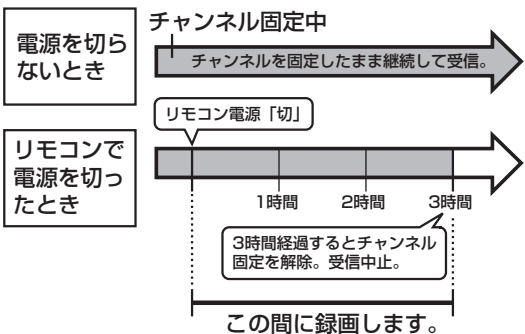 電源を切ら
ないとき
チャンネル固定中
チャンネルを固定したまま継続して受信。
リモコン電源「切」
リモコンで
電源を切っ
たとき
1時間
2時間
3時間
3時間経過するとチャンネル
固定を解除。受信中止。
この間に録画します。